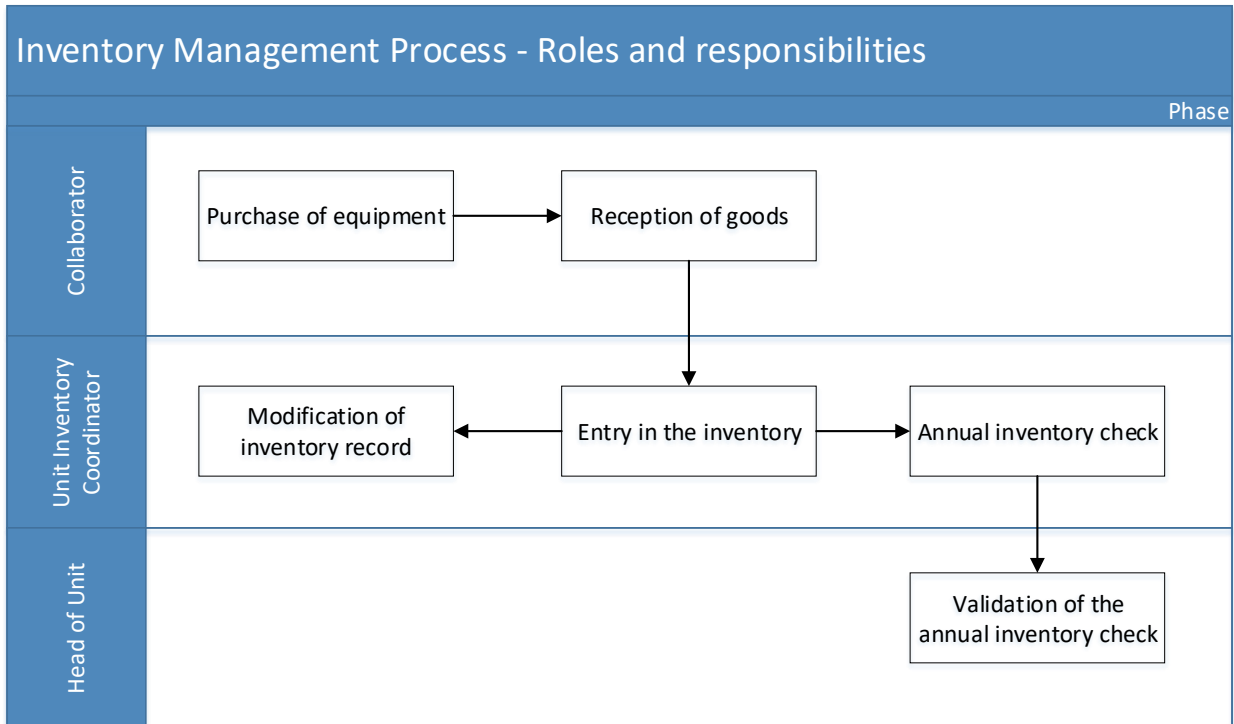 Inventory Management Process - Roles and responsibilities
Phase
Collaborator
Purchase of equipment
Reception of goods
Unit Inventory
Coordinator
Modification of
inventory record
Entry in the inventory
Annual inventory check
Head of Unit
Validation of the
annual inventory check